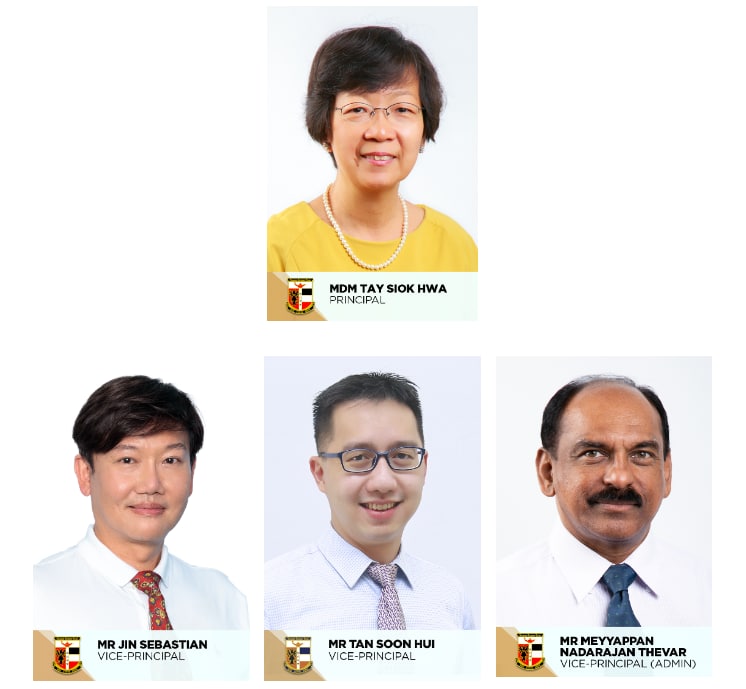 MDM TAY SIOK HWA
PRINCIPAL
MR JIN SEBASTIAN
VICE-PRINCIPAL
MR TAN SOON HUI
VICE-PRINCIPAL
MR MEYYAPPAN
NADARAJAN THEVAR
VICE-PRINCIPAL (ADMIN)